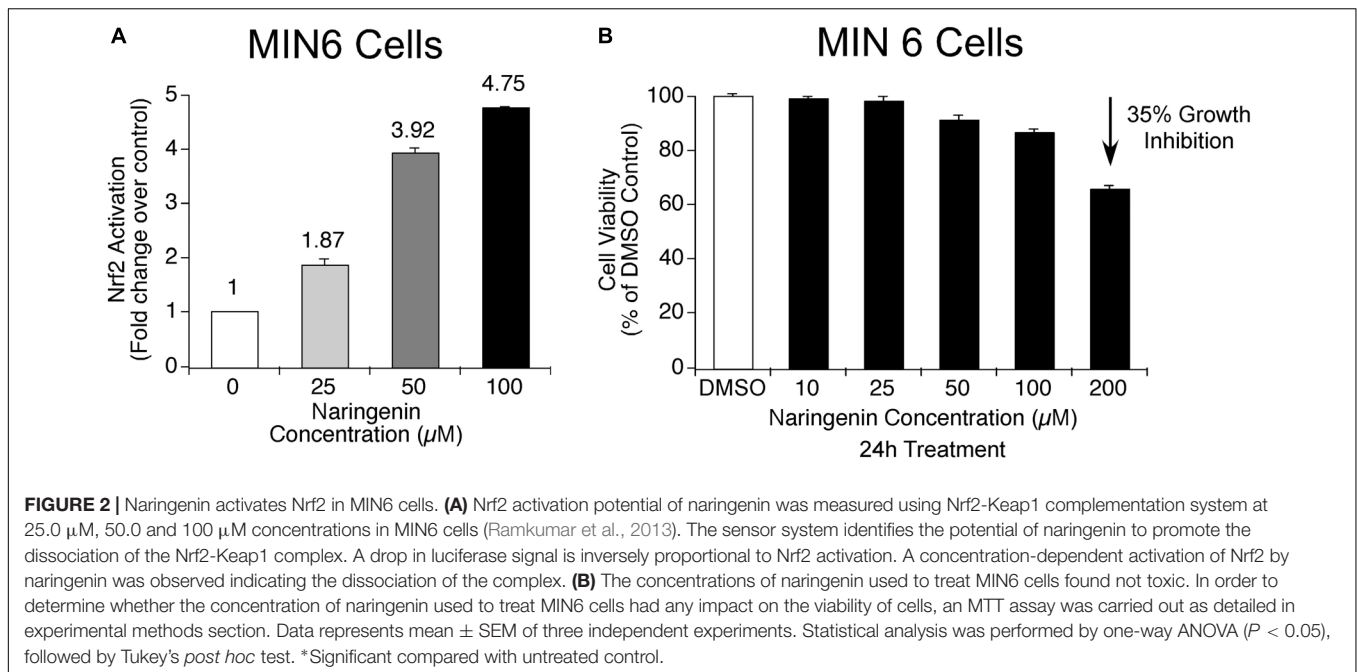 A
MIN6 Cells
Nrf2 Activation
(Fold change over control)
5
4
3
2
1
0
1
1.87
3.92
4.75
0 25 50 100
Naringenin
Concentration (µM)
B
MIN 6 Cells
Cell Viability
(% of DMSO Control)
100
80
60
40
20
0
35% Growth
Inhibition
DMSO 10 25 50 100 200
Naringenin Concentration (µM)
24h Treatment
FIGURE 2 | Naringenin activates Nrf2 in MIN6 cells. (A) Nrf2 activation potential of naringenin was measured using Nrf2-Keap1 complementation system at
25.0 µM, 50.0 and 100 µM concentrations in MIN6 cells (Ramkumar et al., 2013). The sensor system identifies the potential of naringenin to promote the
dissociation of the Nrf2-Keap1 complex. A drop in luciferase signal is inversely proportional to Nrf2 activation. A concentration-dependent activation of Nrf2 by
naringenin was observed indicating the dissociation of the complex. (B) The concentrations of naringenin used to treat MIN6 cells found not toxic. In order to
determine whether the concentration of naringenin used to treat MIN6 cells had any impact on the viability of cells, an MTT assay was carried out as detailed in
experimental methods section. Data represents mean ± SEM of three independent experiments. Statistical analysis was performed by one-way ANOVA (P < 0.05),
followed by Tukey's post hoc test. *Significant compared with untreated control.